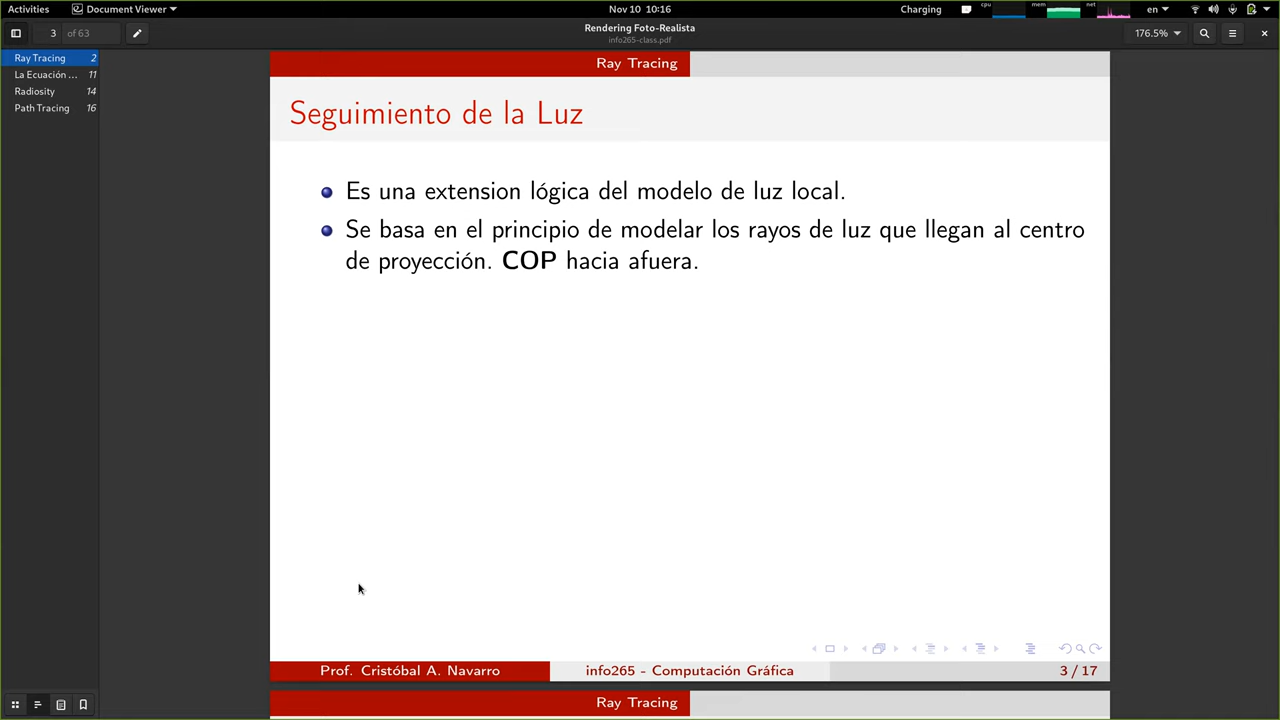 Activities
Document Viewer
Nov 10 10:16
Charging
cpu
mem
net
en
3
of 63
Rendering Foto-Realista
info265-class.pdf
176.5%
Ray Tracing 2
La Ecuación ... 11
Radiosity 14
Path Tracing 16
Ray Tracing
Seguimiento de la Luz
Es una extension lógica del modelo de luz local.
Se basa en el principio de modelar los rayos de luz que llegan al centro
de proyección. COP hacia afuera.
Prof. Cristóbal A. Navarro
info265 - Computación Gráfica
3 / 17
Ray Tracing